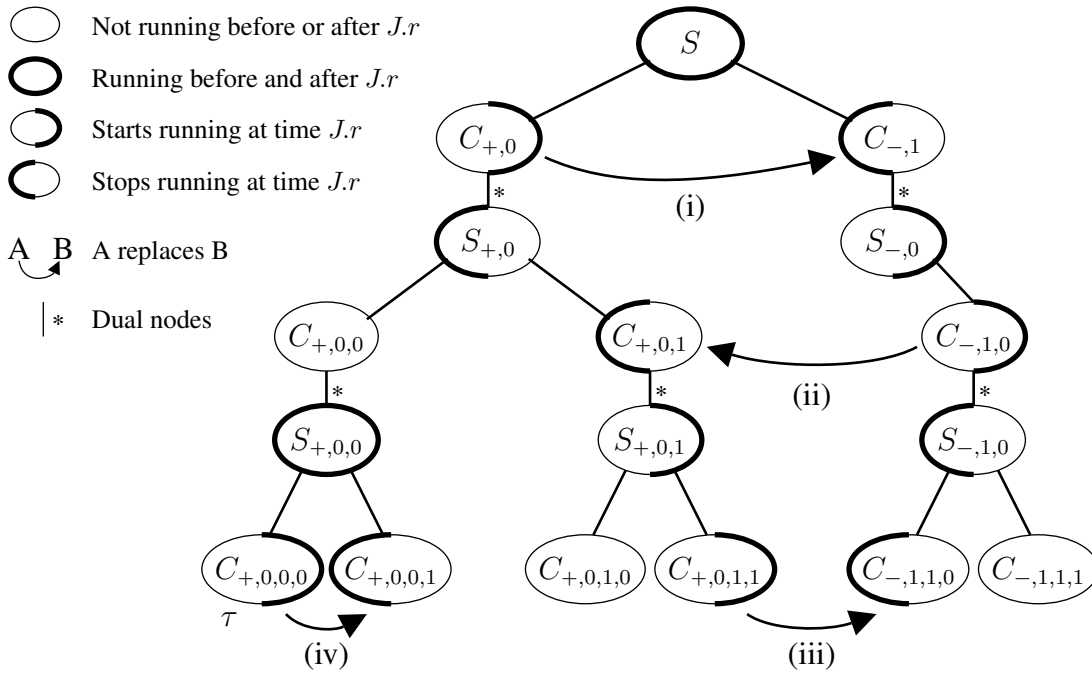 Not running before or after J.r
Running before and after J.r
Starts running at time J.r
Stops running at time J.r
A B A replaces B
* Dual nodes
S
C+,0 C−,1
(i)
* *
S+,0 S−,0
C+,0,0 C+,0,1 C−,1,0
(ii)
* * *
S+,0,0 S+,0,1 S−,1,0
C+,0,0,0 C+,0,0,1 C+,0,1,0 C+,0,1,1 C−,1,1,0 C−,1,1,1
τ
(iv) (iii)